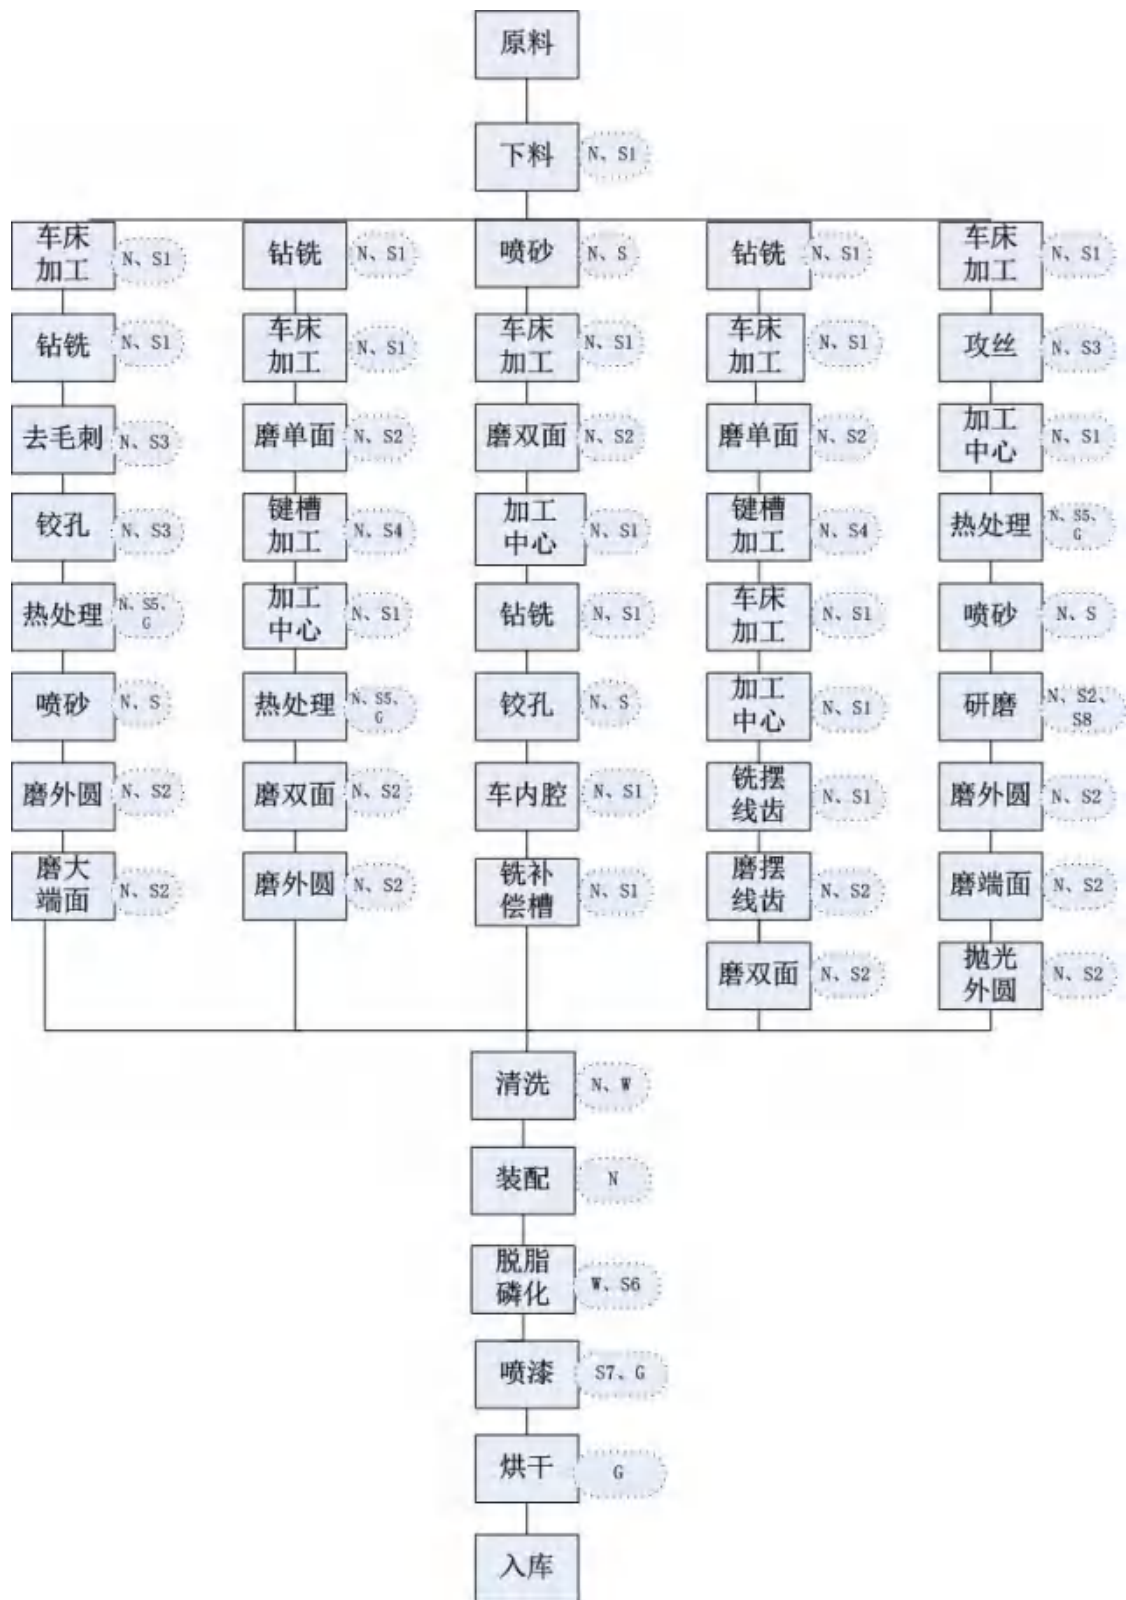 原料
下料
N、S1
车床
加工
N、S1
钻铣
N、S1
去毛刺
N、S3
铰孔
N、S3
热处理
N、S5、
G
喷砂
N、S
磨外圆
N、S2
磨大
端面
N、S2
钻铣
N、S1
车床
加工
N、S1
磨单面
N、S2
键槽
加工
N、S4
加工
中心
N、S1
热处理
N、S5、
G
磨双面
N、S2
磨外圆
N、S2
喷砂
N、S
车床
加工
N、S1
磨双面
N、S2
加工
中心
N、S1
钻铣
N、S1
铰孔
N、S
车内腔
N、S1
铣补
偿槽
N、S1
钻铣
N、S1
车床
加工
N、S1
磨单面
N、S2
键槽
加工
N、S4
车床
加工
N、S1
加工
中心
N、S1
铣摆
线齿
N、S1
磨摆
线齿
N、S2
磨双面
N、S2
车床
加工
N、S1
攻丝
N、S3
加工
中心
N、S1
热处理
N、S5、
G
喷砂
N、S
研磨
N、S2、
S8
磨外圆
N、S2
磨端面
N、S2
抛光
外圆
N、S2
清洗
N、W
装配
N
脱脂
磷化
W、S6
喷漆
S7、G
烘干
G
入库